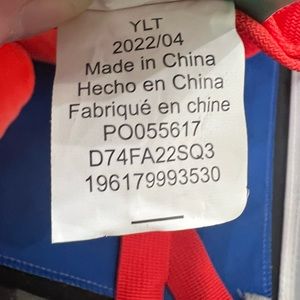 YLT
2022/04
Made in China
Hecho en China
Fabriqué en chine
PO055617
D74FA22SQ3
196179993530